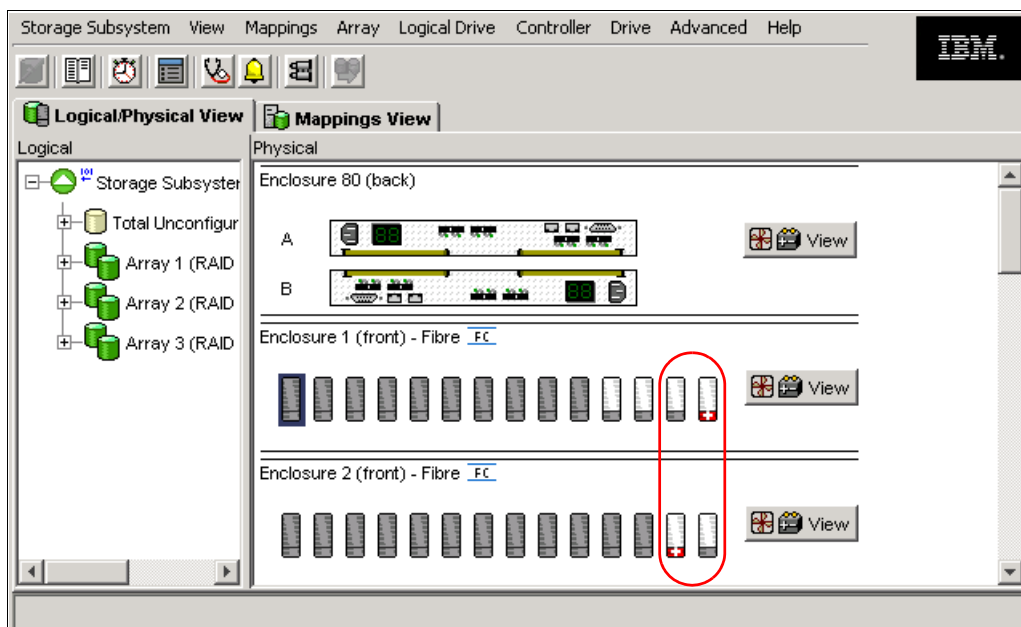 Storage Subsystem View Mappings Array Logical Drive Controller Drive Advanced Help
IBM.
Logical/Physical View Mappings View
Logical Physical
Storage Subsyster
Total Unconfigur
Array 1 (RAID
Array 2 (RAID
Array 3 (RAID
Enclosure 80 (back)
A 88 View
B 88
Enclosure 1 (front) - Fibre FC
View
Enclosure 2 (front) - Fibre FC
View